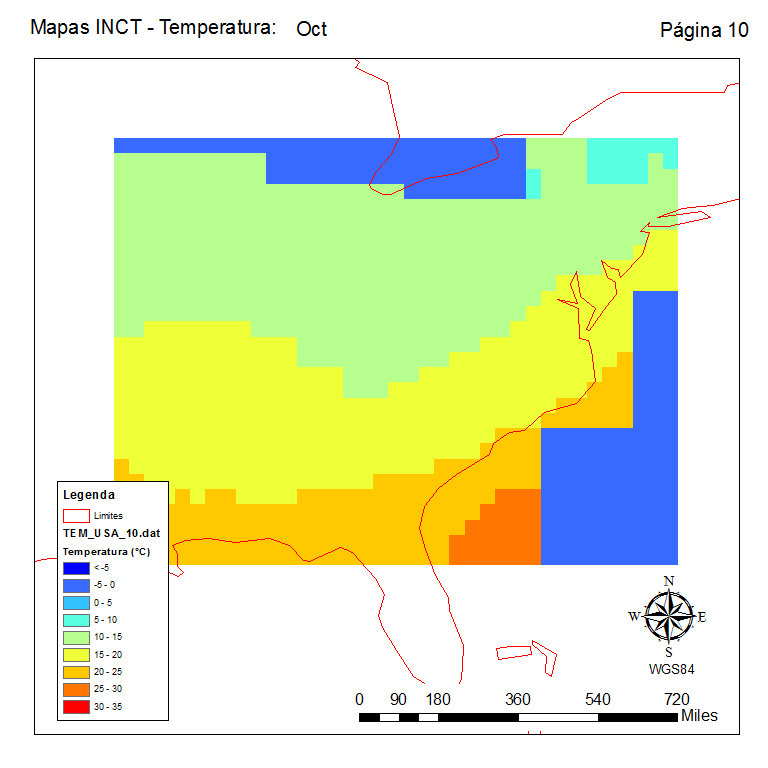 Mapas INCT - Temperatura: Oct Página 10
Legenda
Limites
TEM_USA_10.dat
Temperatura (°C)
< -5
-5 - 0
0 - 5
5 - 10
10 - 15
15 - 20
20 - 25
25 - 30
30 - 35
N
W E
S
WGS84
0 90 180 360 540 720
Miles